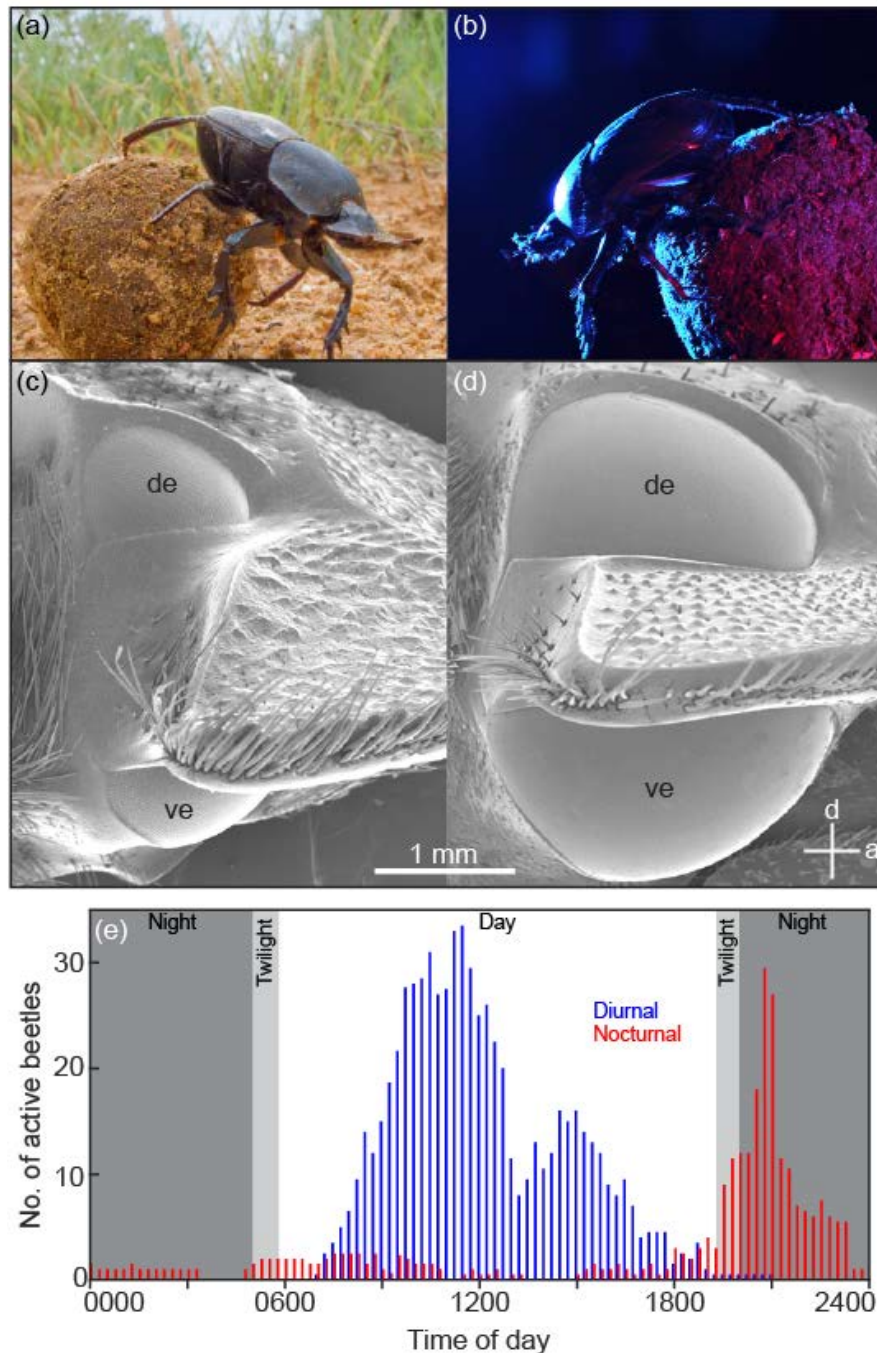 (a)
(b)
(c)
(d)
de
de
ve
ve
1 mm
d
a
(e)
Night
Twilight
Day
Twilight
Night
Diurnal
Nocturnal
No. of active beetles
30
20
10
0
0000 0600 1200 1800 2400
Time of day